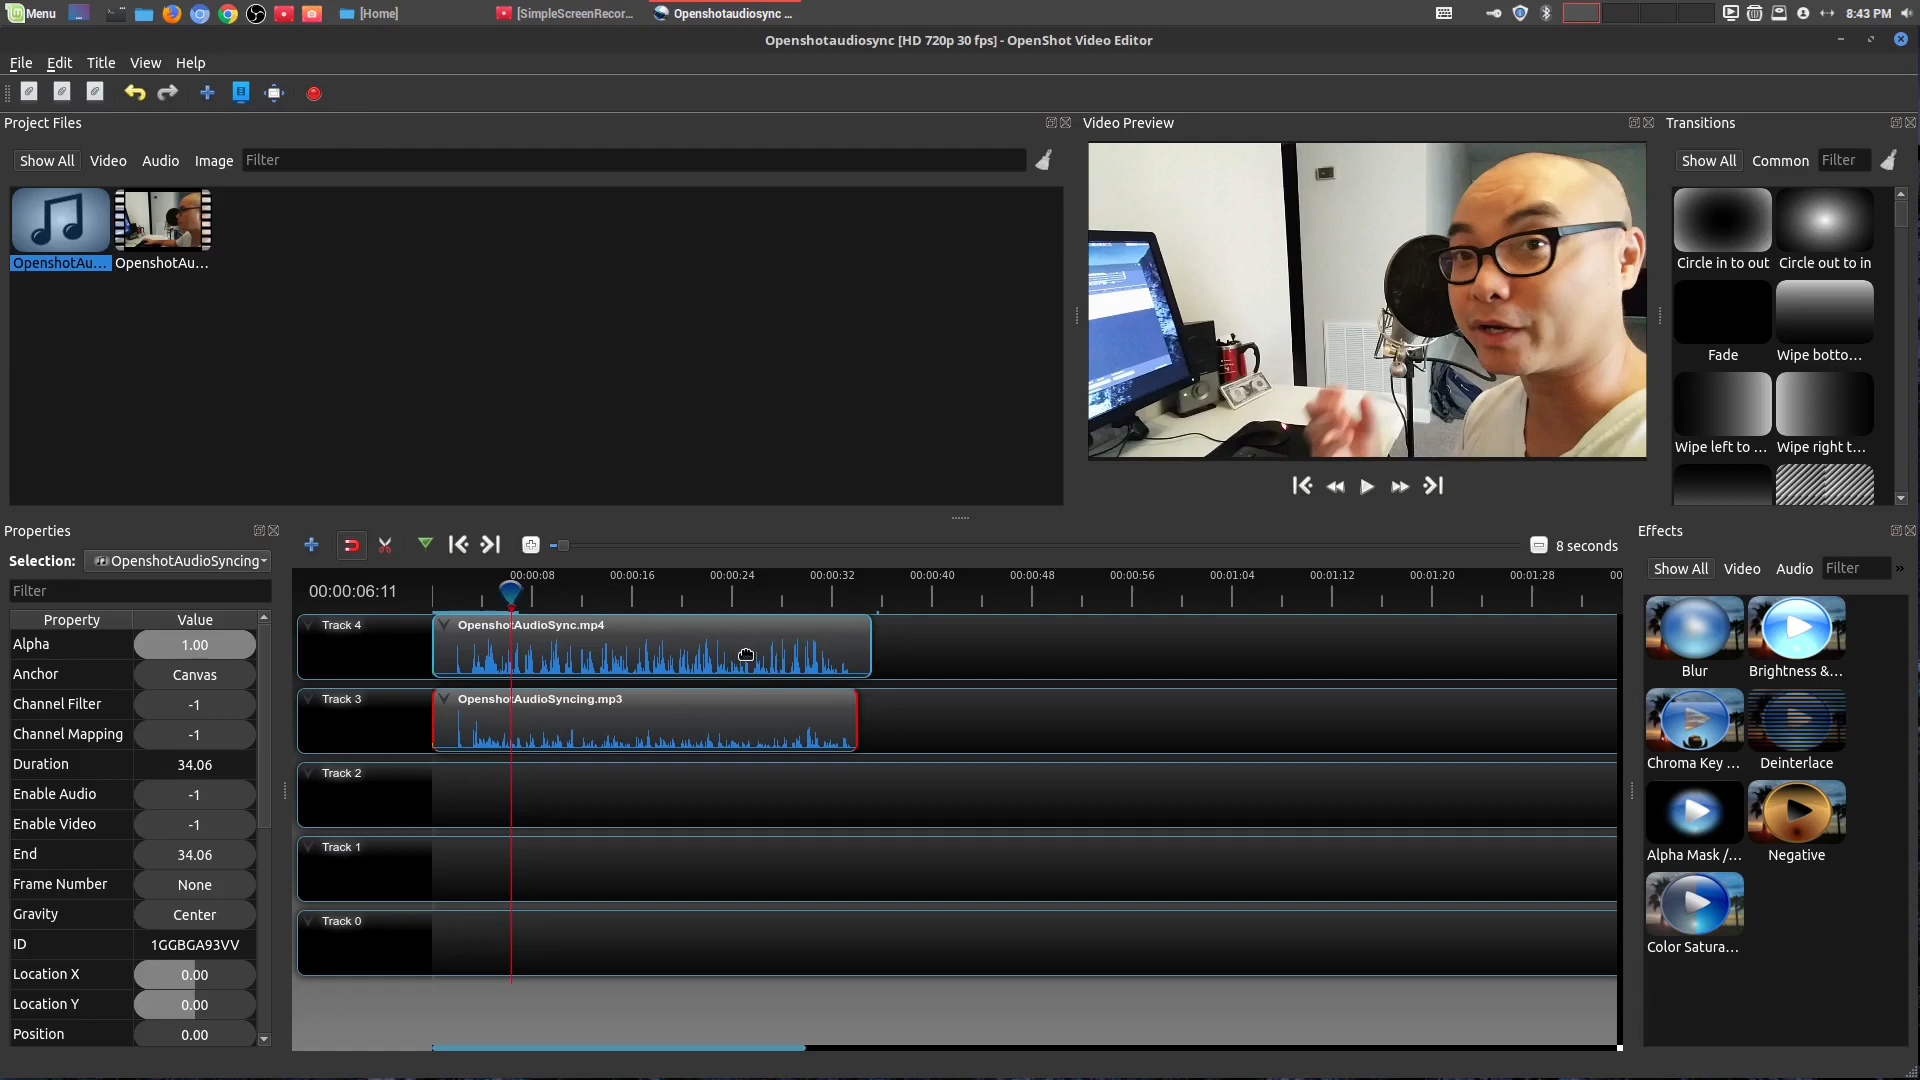 Menu
[Home]
[SimpleScreenRecor...
Openshotaudiosync ...
8:43 PM
Openshotaudiosync [HD 720p 30 fps] - OpenShot Video Editor
File Edit Title View Help
Project Files
Video Preview
Transitions
Show All Video Audio Image Filter
Show All Common Filter
OpenshotAu...
OpenshotAu...
Circle in to out
Circle out to in
Fade
Wipe botto...
Wipe left to ...
Wipe right t...
Properties
Effects
Selection: OpenshotAudioSyncing
Filter
8 seconds
Show All Video Audio Filter »
00:00:06:11
00:00:08 00:00:16 00:00:24 00:00:32 00:00:40 00:00:48 00:00:56 00:01:04 00:01:12 00:01:20 00:01:28 00
Property Value
Alpha 1.00
Anchor Canvas
Channel Filter -1
Channel Mapping -1
Duration 34.06
Enable Audio -1
Enable Video -1
End 34.06
Frame Number None
Gravity Center
ID 1GGBGA93VV
Location X 0.00
Location Y 0.00
Position 0.00
Track 4
OpenshotAudioSync.mp4
Track 3
OpenshotAudioSyncing.mp3
Track 2
Track 1
Track 0
Blur
Brightness &...
Chroma Key ...
Deinterlace
Alpha Mask /...
Negative
Color Satura...